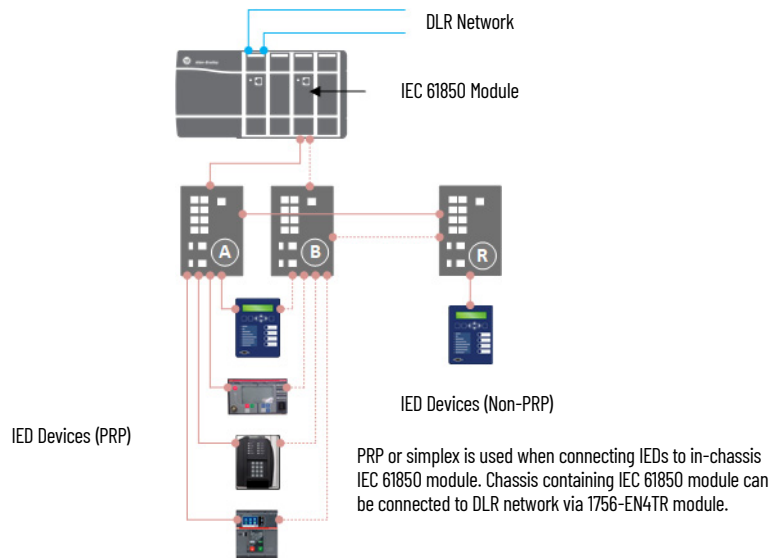 DLR Network
Allen-Bradley
IEC 61850 Module
A
B
R
IED Devices (Non-PRP)
IED Devices (PRP)
PRP or simplex is used when connecting IEDs to in-chassis
IEC 61850 module. Chassis containing IEC 61850 module can
be connected to DLR network via 1756-EN4TR module.